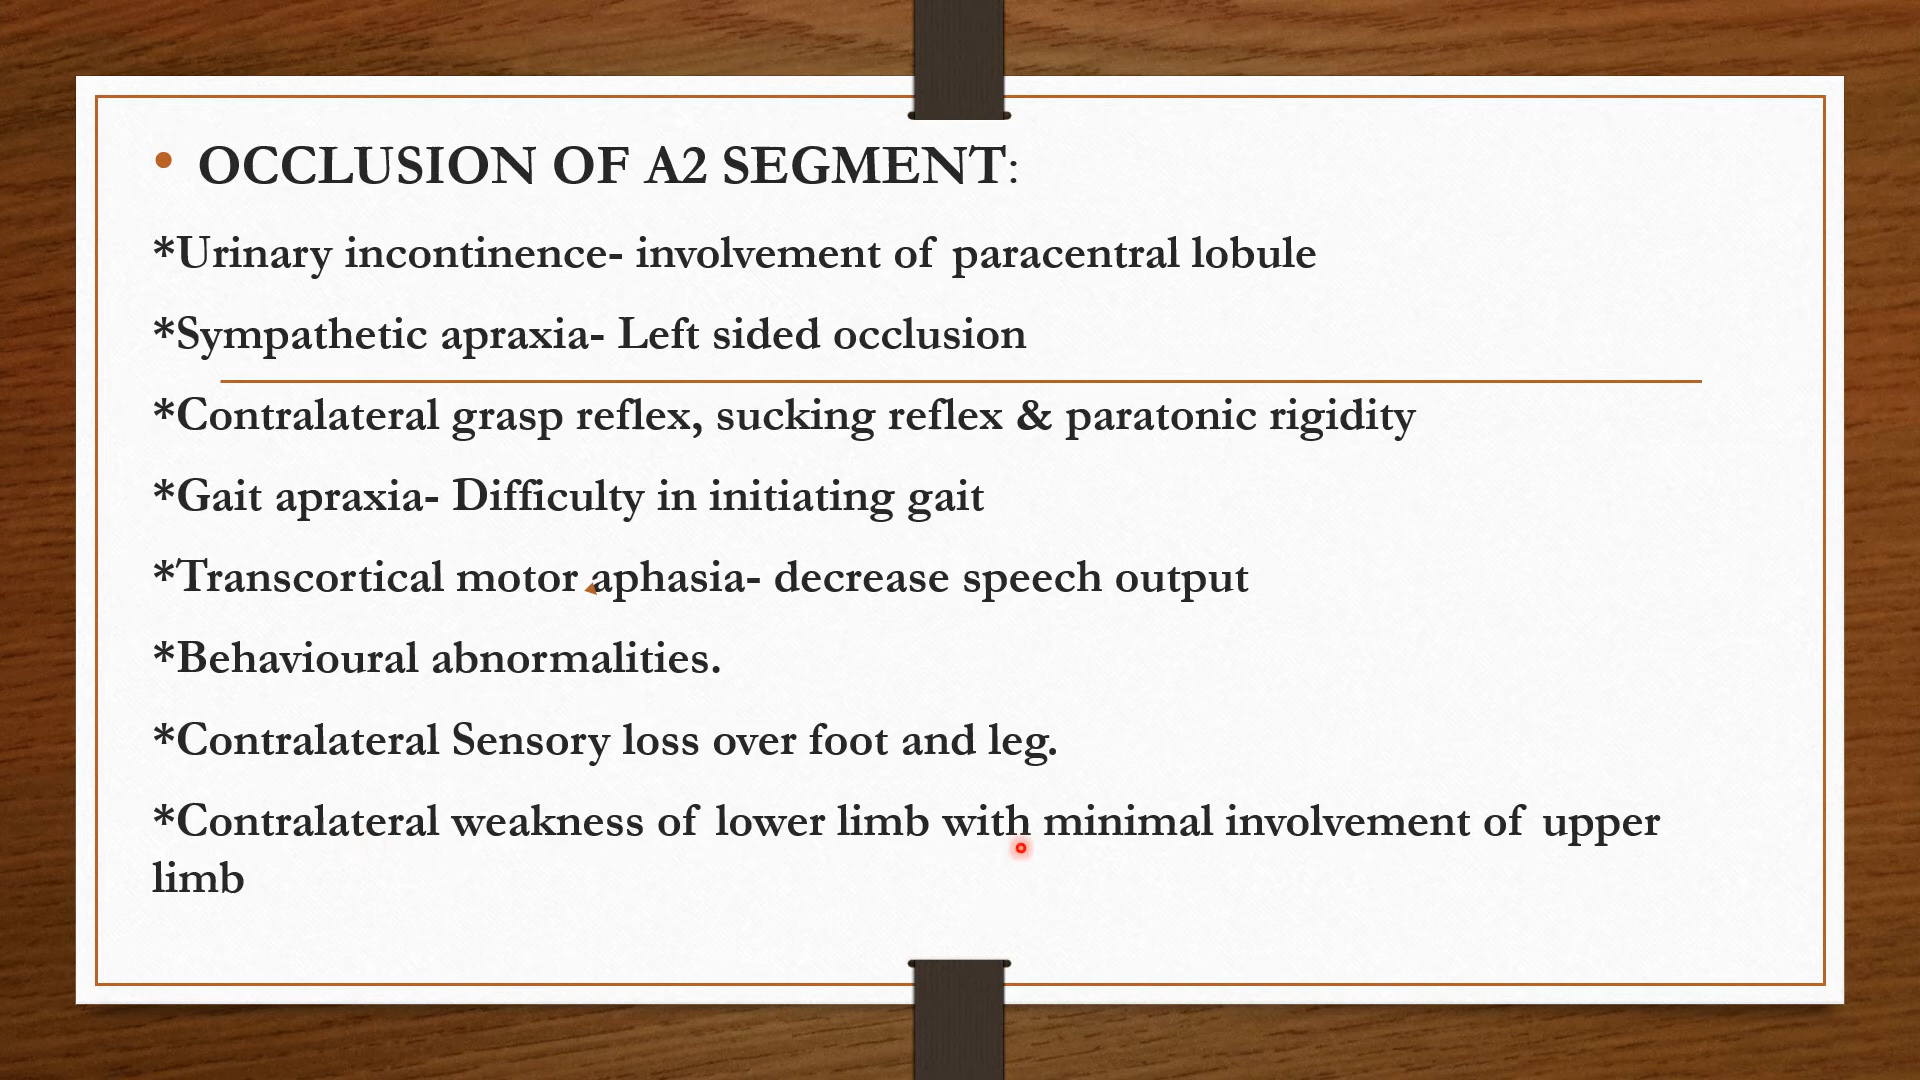 • OCCLUSION OF A2 SEGMENT:
*Urinary incontinence- involvement of paracentral lobule
*Sympathetic apraxia- Left sided occlusion
*Contralateral grasp reflex, sucking reflex & paratonic rigidity
*Gait apraxia- Difficulty in initiating gait
*Transcortical motor aphasia- decrease speech output
*Behavioural abnormalities.
*Contralateral Sensory loss over foot and leg.
*Contralateral weakness of lower limb with minimal involvement of upper
limb